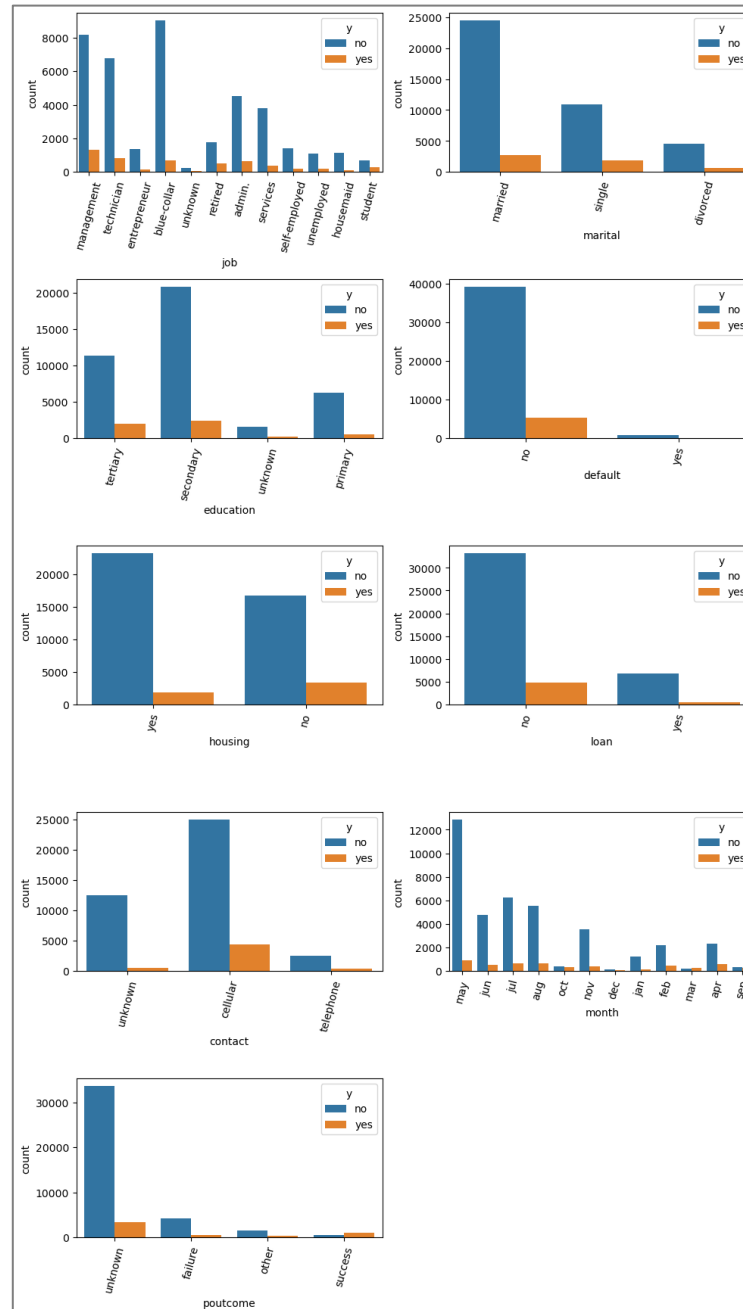 y
no
yes
8000
6000
4000
2000
0
count
management
technician
entrepreneur
blue-collar
unknown
retired
admin.
services
self-employed
unemployed
housemaid
student
job
y
no
yes
25000
20000
15000
10000
5000
0
count
married
single
divorced
marital
y
no
yes
20000
15000
10000
5000
0
count
tertiary
secondary
unknown
primary
education
y
no
yes
40000
30000
20000
10000
0
count
no
yes
default
y
no
yes
20000
15000
10000
5000
0
count
yes
no
housing
y
no
yes
30000
25000
20000
15000
10000
5000
0
count
no
yes
loan
y
no
yes
25000
20000
15000
10000
5000
0
count
unknown
cellular
telephone
contact
y
no
yes
12000
10000
8000
6000
4000
2000
0
count
may
jun
jul
aug
oct
nov
dec
jan
feb
mar
apr
sep
month
y
no
yes
30000
20000
10000
0
count
unknown
failure
other
success
poutcome